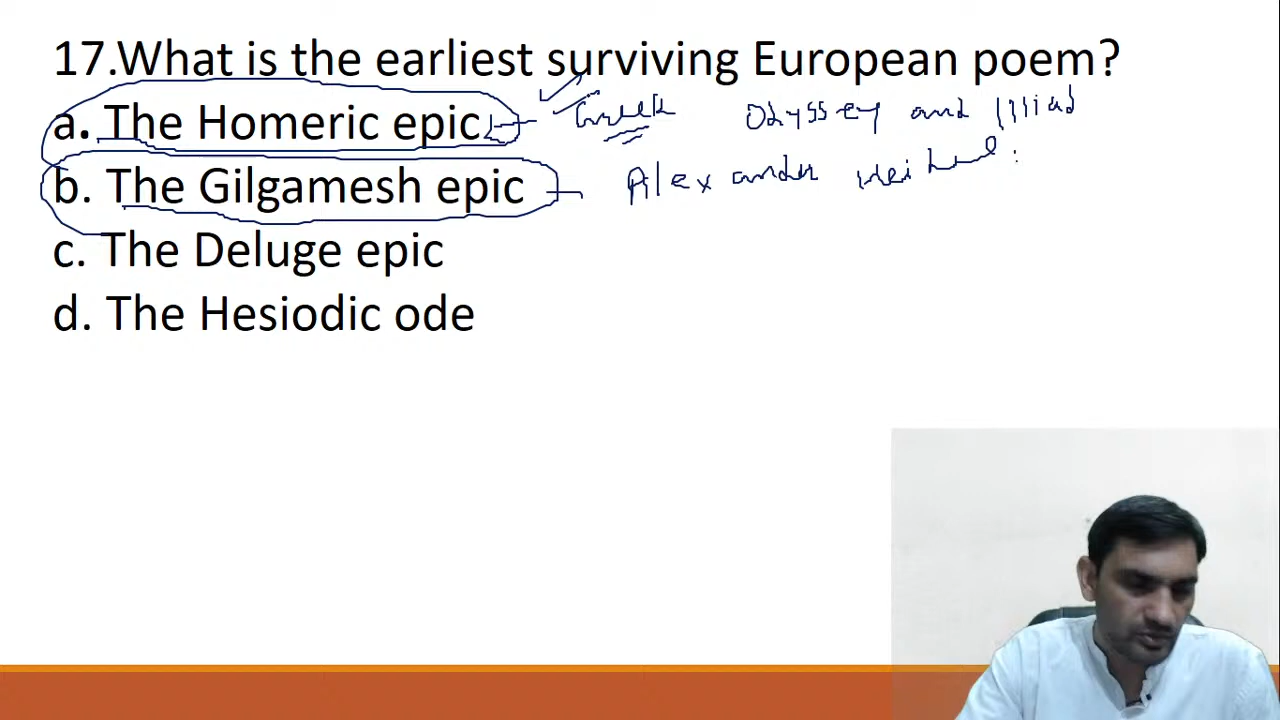 17.What is the earliest surviving European poem?
a. The Homeric epic Greek Odyssey and Iliad
b. The Gilgamesh epic Alexander
c. The Deluge epic
d. The Hesiodic ode